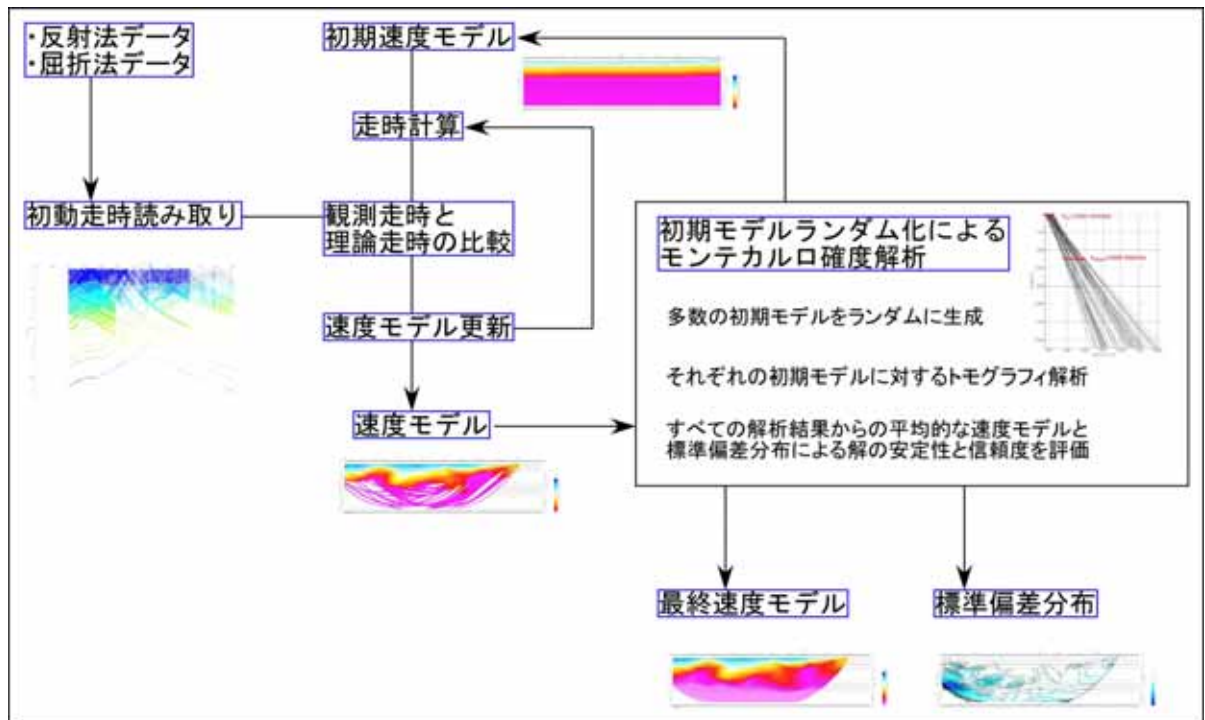 ・反射法データ
・屈折法データ
初動走時読み取り
初期速度モデル
走時計算
観測走時と
理論走時の比較
速度モデル更新
速度モデル
初期モデルランダム化による
モンテカルロ確度解析
多数の初期モデルをランダムに生成
それぞれの初期モデルに対するトモグラフィ解析
すべての解析結果からの平均的な速度モデルと
標準偏差分布による解の安定性と信頼度を評価
最終速度モデル
標準偏差分布